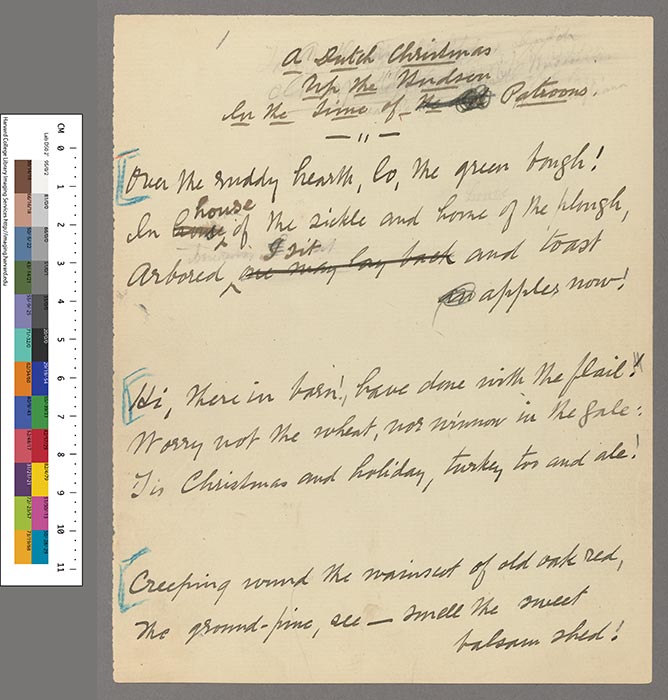 A Dutch Christmas
Up the Hudson
In the time of the Patroons.
Over the ruddy hearth, lo, the green bough!
In house of the sickle and home of the plough,
Arbored I sit are may lay back and toast
an apples now!
Hi, there in barn!, have done with the flail!
Worry not the wheat, nor winnow in the gale:
Tis Christmas and holiday, turkey too and ale!
Creeping round the wainscot of old oak red,
The ground-pine, see — smell the sweet
balsam shed!
CM 0 1 2 3 4 5 6 7 8 9 10 11
Harvard College Library Imaging Services http://imaging.harvard.edu